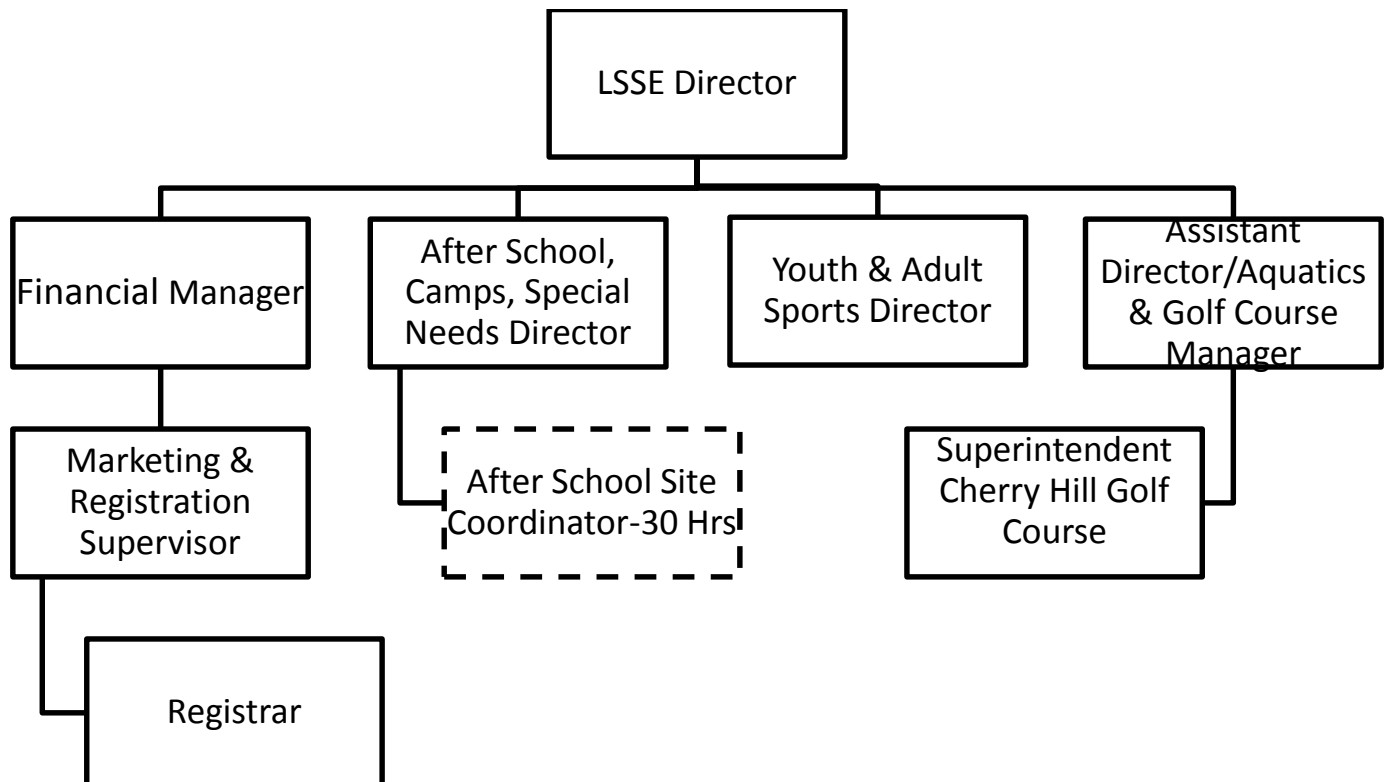 LSSE Director
Financial Manager
After School,
Camps, Special
Needs Director
Youth & Adult
Sports Director
Assistant
Director/Aquatics
& Golf Course
Manager
Marketing &
Registration
Supervisor
After School Site
Coordinator-30 Hrs
Superintendent
Cherry Hill Golf
Course
Registrar